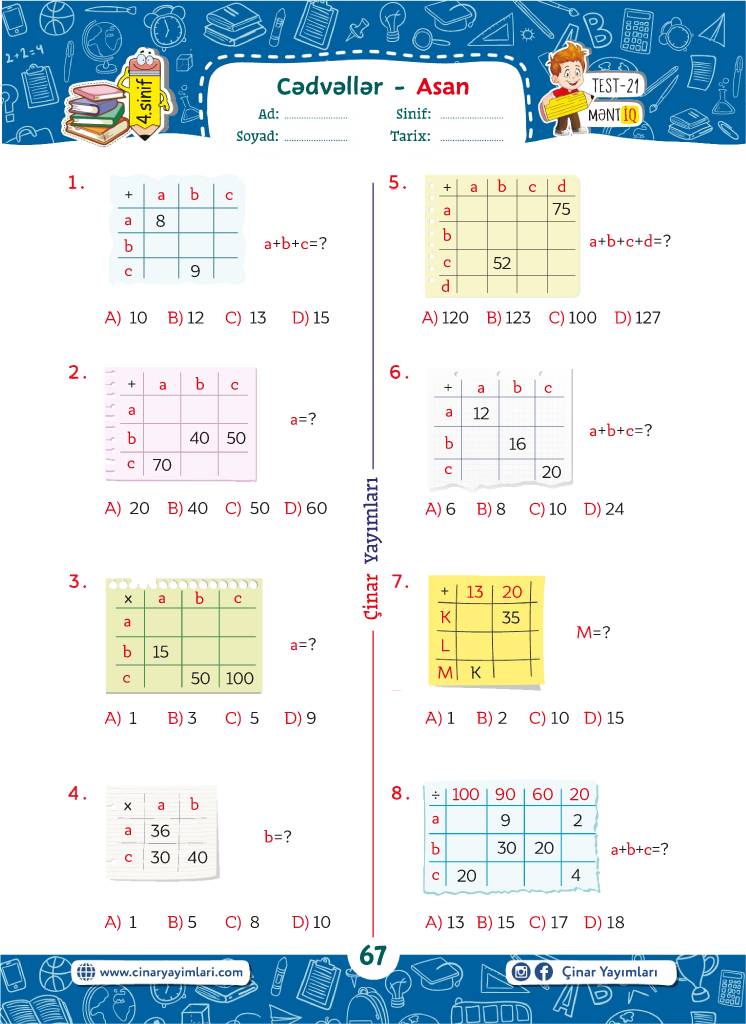 4.sinif
Cədvəllər - Asan
Ad: ....................
Sinif: ....................
Soyad: ....................
Tarix: ....................
TEST-21
MƏNTİQ
1.
+ a b c
a 8
b
c 9
a+b+c=?
A) 10 B) 12 C) 13 D) 15
2.
+ a b c
a
b 40 50
c 70
a=?
A) 20 B) 40 C) 50 D) 60
3.
x a b c
a
b 15
c 50 100
a=?
A) 1 B) 3 C) 5 D) 9
4.
x a b
a 36
c 30 40
b=?
A) 1 B) 5 C) 8 D) 10
Çinar Yayımları
5.
+ a b c d
a 75
b
c 52
d
a+b+c+d=?
A) 120 B) 123 C) 100 D) 127
6.
+ a b c
a 12
b 16
c 20
a+b+c=?
A) 6 B) 8 C) 10 D) 24
7.
+ 13 20
K 35
L
M K
M=?
A) 1 B) 2 C) 10 D) 15
8.
÷ 100 90 60 20
a 9 2
b 30 20
c 20 4
a+b+c=?
A) 13 B) 15 C) 17 D) 18
67
www.cinaryayimlari.com
Çinar Yayımları